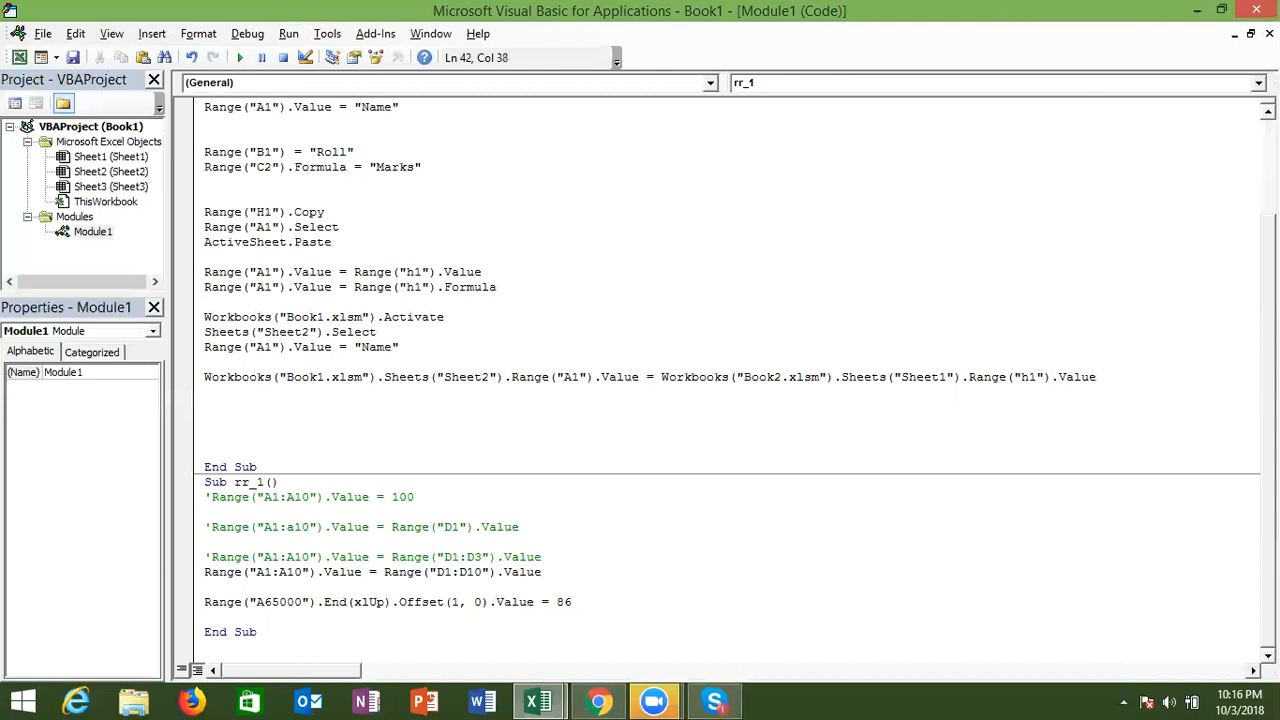 Microsoft Visual Basic for Applications - Book1 - [Module1 (Code)]
File Edit View Insert Format Debug Run Tools Add-Ins Window Help
Ln 42, Col 38
Project - VBAProject
(General)
rr_1
VBAProject (Book1)
Microsoft Excel Objects
Sheet1 (Sheet1)
Sheet2 (Sheet2)
Sheet3 (Sheet3)
ThisWorkbook
Modules
Module1
Properties - Module1
Module1 Module
Alphabetic Categorized
(Name) Module1
Range("A1").Value = "Name"
Range("B1") = "Roll"
Range("C2").Formula = "Marks"
Range("H1").Copy
Range("A1").Select
ActiveSheet.Paste
Range("A1").Value = Range("h1").Value
Range("A1").Value = Range("h1").Formula
Workbooks("Book1.xlsm").Activate
Sheets("Sheet2").Select
Range("A1").Value = "Name"
Workbooks("Book1.xlsm").Sheets("Sheet2").Range("A1").Value = Workbooks("Book2.xlsm").Sheets("Sheet1").Range("h1").Value
End Sub
Sub rr_1()
'Range("A1:A10").Value = 100
'Range("A1:a10").Value = Range("D1").Value
'Range("A1:A10").Value = Range("D1:D3").Value
Range("A1:A10").Value = Range("D1:D10").Value
Range("A65000").End(xlUp).Offset(1, 0).Value = 86
End Sub
10:16 PM
10/3/2018